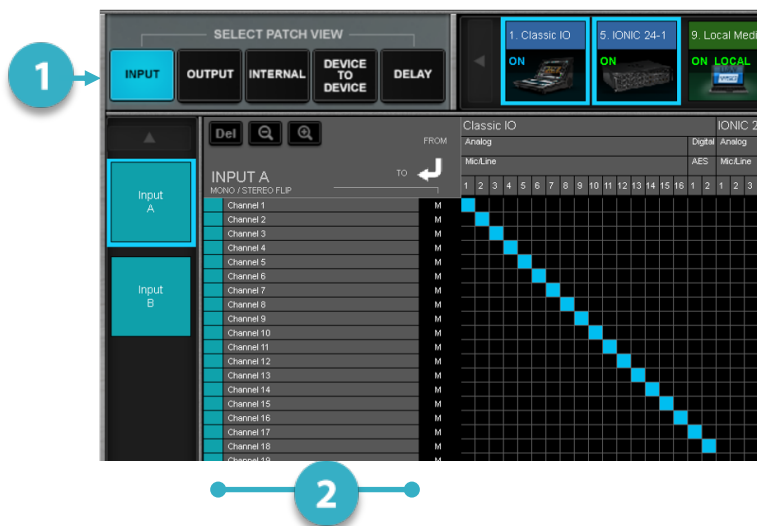 SELECT PATCH VIEW
1
INPUT
OUTPUT
INTERNAL
DEVICE
TO
DEVICE
DELAY
1. Classic IO
ON
5. IONIC 24-1
ON
9. Local Medi
ON LOCAL
Del
FROM
TO
INPUT A
MONO / STEREO FLIP
Classic IO
IONIC 2
Analog
Digital
Analog
Mic/Line
AES
Mic/Line
1 2 3 4 5 6 7 8 9 10 11 12 13 14 15 16 1 2 1 2 3
Input
A
Input
B
Channel 1 M
Channel 2 M
Channel 3 M
Channel 4 M
Channel 5 M
Channel 6 M
Channel 7 M
Channel 8 M
Channel 9 M
Channel 10 M
Channel 11 M
Channel 12 M
Channel 13 M
Channel 14 M
Channel 15 M
Channel 16 M
Channel 17 M
Channel 18 M
Channel 19 M
2